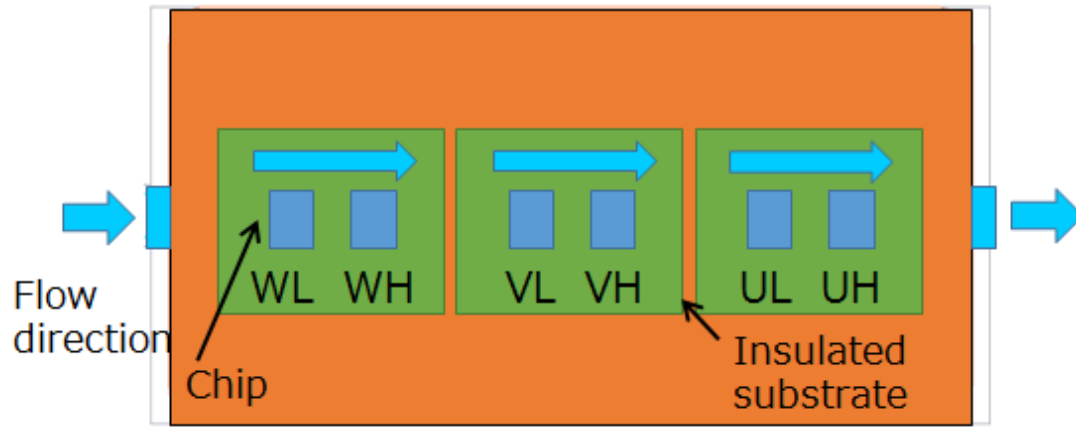 WL WH VL VH UL UH
Flow
direction
Chip
Insulated
substrate